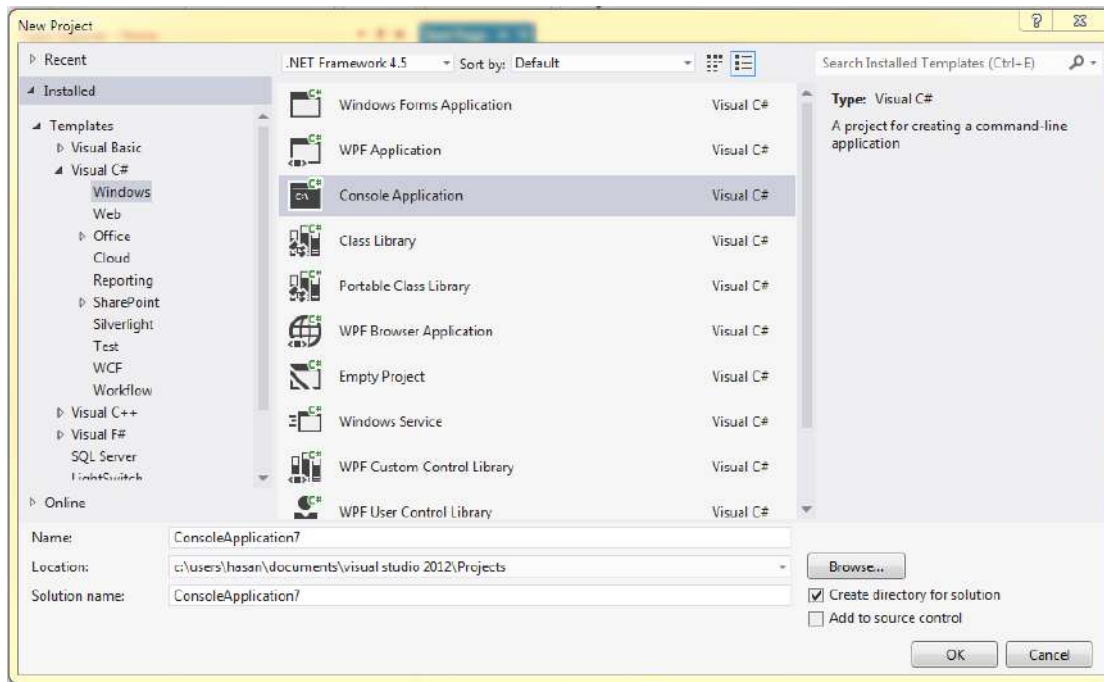 New Project
Recent
.NET Framework 4.5
Sort by: Default
Search Installed Templates (Ctrl+E)
Installed
Templates
Visual Basic
Visual C#
Windows
Web
Office
Cloud
Reporting
SharePoint
Silverlight
Test
WCF
Workflow
Visual C++
Visual F#
SQL Server
LightSwitch
Online
Windows Forms Application Visual C#
WPF Application Visual C#
Console Application Visual C#
Class Library Visual C#
Portable Class Library Visual C#
WPF Browser Application Visual C#
Empty Project Visual C#
Windows Service Visual C#
WPF Custom Control Library Visual C#
WPF User Control Library Visual C#
Type: Visual C#
A project for creating a command-line
application
Name: ConsoleApplication7
Location: c:\users\hasan\documents\visual studio 2012\Projects
Browse...
Solution name: ConsoleApplication7
Create directory for solution
Add to source control
OK
Cancel